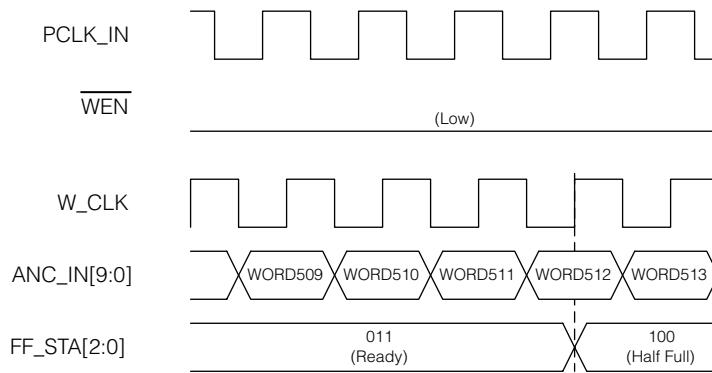 PCLK_IN
WEN
(Low)
W_CLK
ANC_IN[9:0]
WORD509 WORD510 WORD511 WORD512 WORD513
FF_STA[2:0]
011
(Ready)
100
(Half Full)